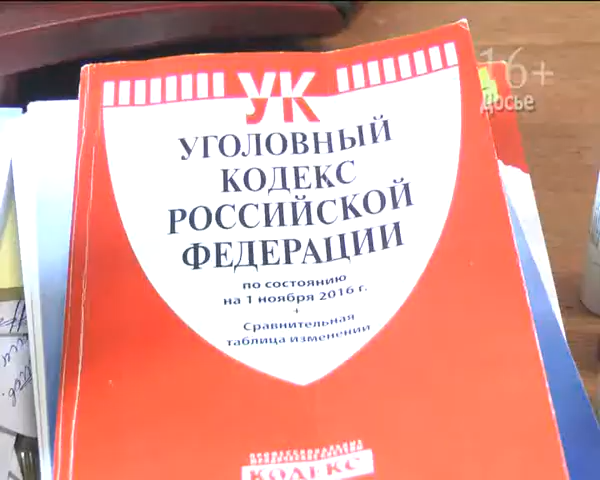 16+
досье
УК
УГОЛОВНЫЙ
КОДЕКС
РОССИЙСКОЙ
ФЕДЕРАЦИИ
по состоянию
на 1 ноября 2016 г.
+
Сравнительная
таблица изменений
КОДЕКС